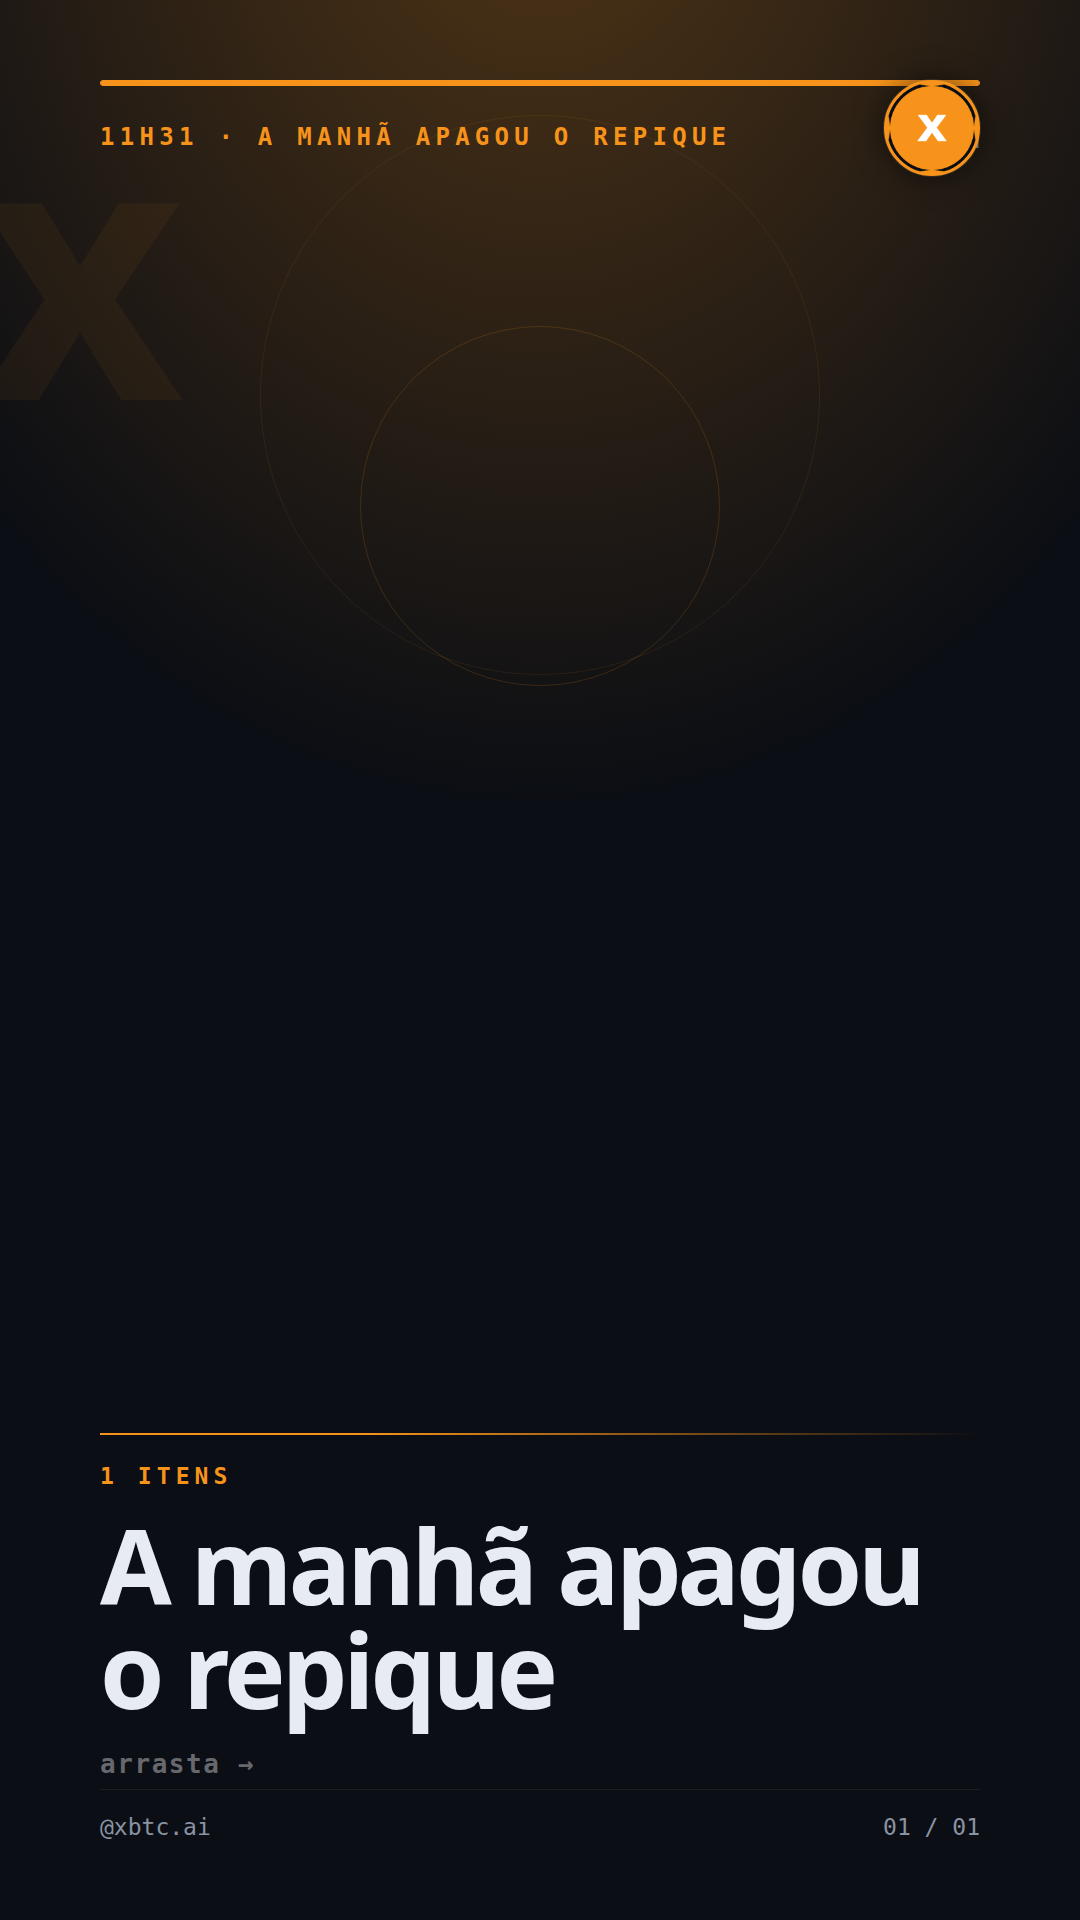 11H31 · A MANHÃ APAGOU O REPIQUE
X
X
1 ITENS
A manhã apagou
o repique
arrasta →
@xbtc.ai
01 / 01